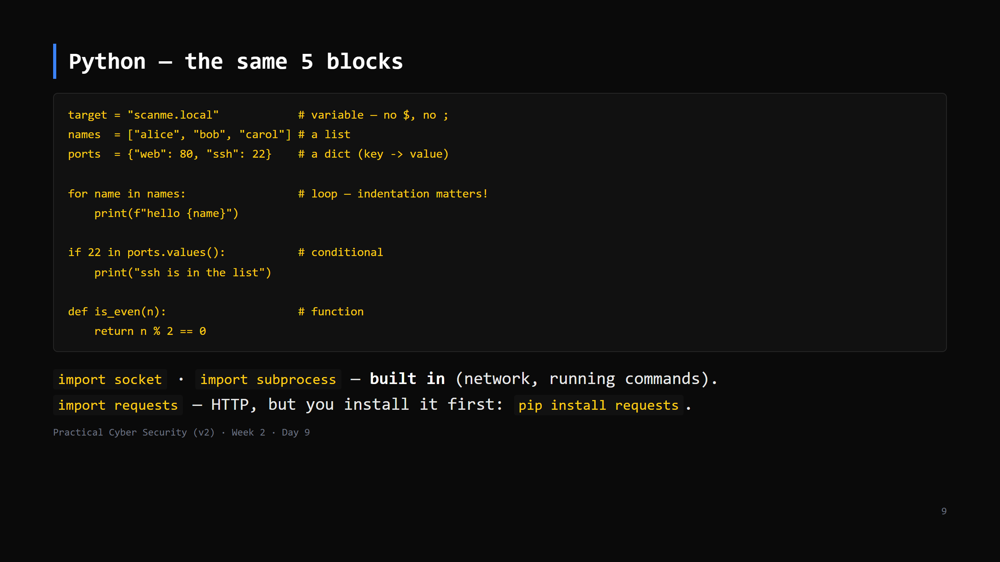 Python — the same 5 blocks
target = "scanme.local"            # variable — no $, no ;
names  = ["alice", "bob", "carol"] # a list
ports  = {"web": 80, "ssh": 22}    # a dict (key -> value)
for name in names:                 # loop — indentation matters!
    print(f"hello {name}")
if 22 in ports.values():           # conditional
    print("ssh is in the list")
def is_even(n):                    # function
    return n % 2 == 0
import socket · import subprocess — built in (network, running commands).
import requests — HTTP, but you install it first: pip install requests.
Practical Cyber Security (v2) · Week 2 · Day 9
9